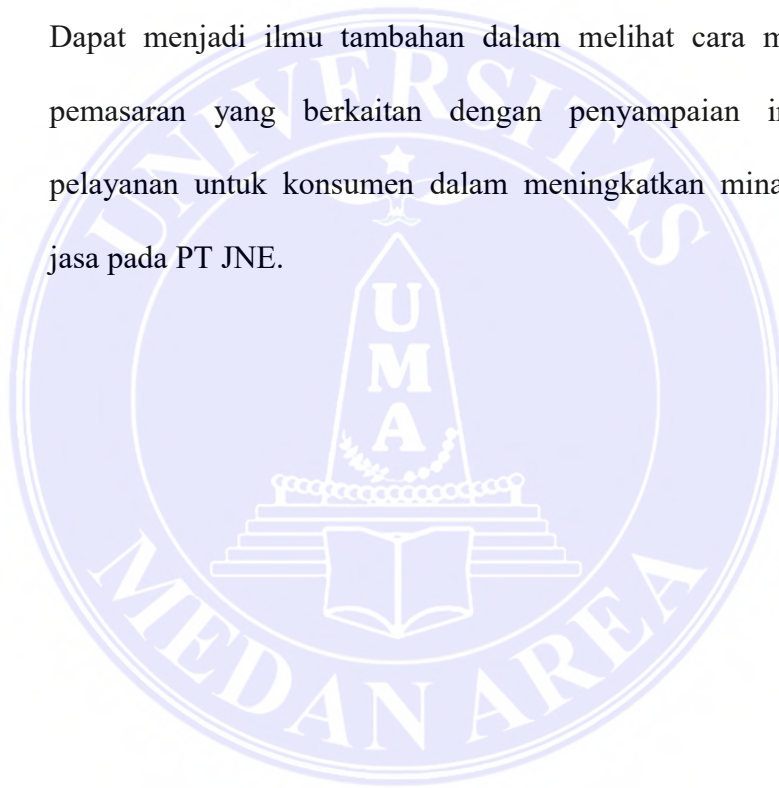 Dapat menjadi ilmu tambahan dalam melihat cara
pemasaran yang berkaitan dengan penyampaian
pelayanan untuk konsumen dalam meningkatkan
jasa pada PT JNE.
UNIVERSITAS
UMA
MEDAN AREA